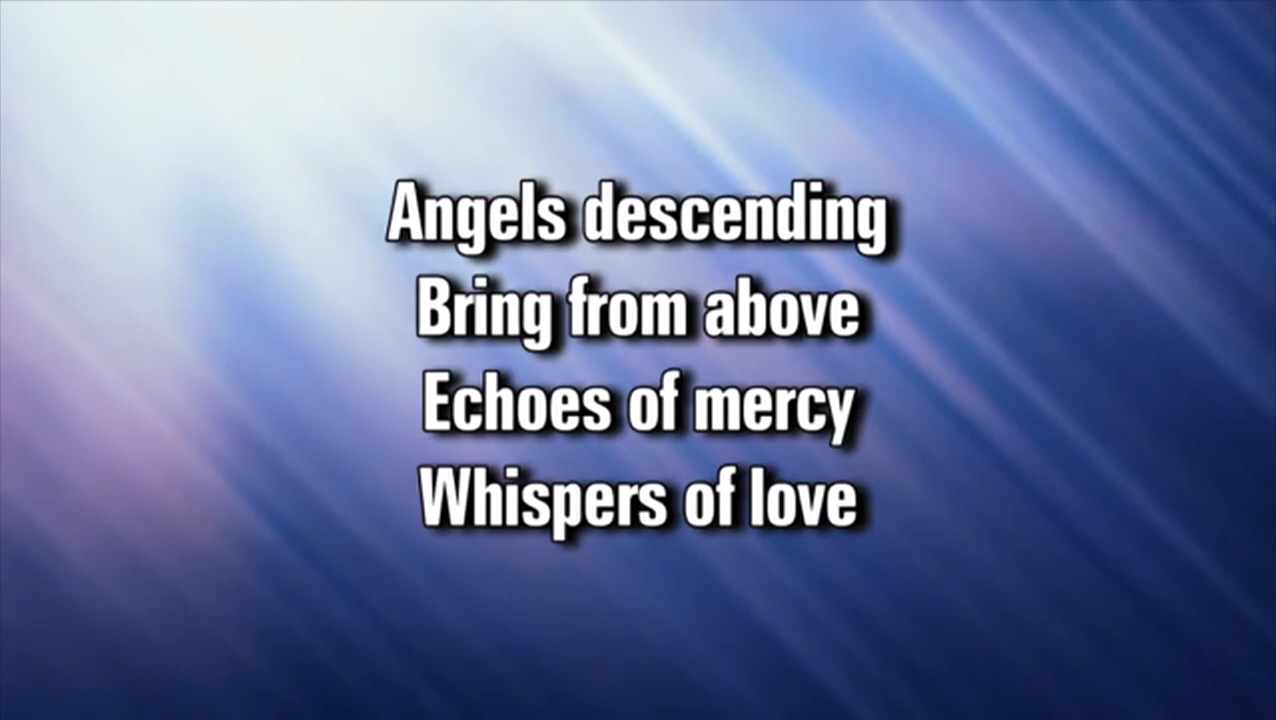 Angels descending
Bring from above
Echoes of mercy
Whispers of love